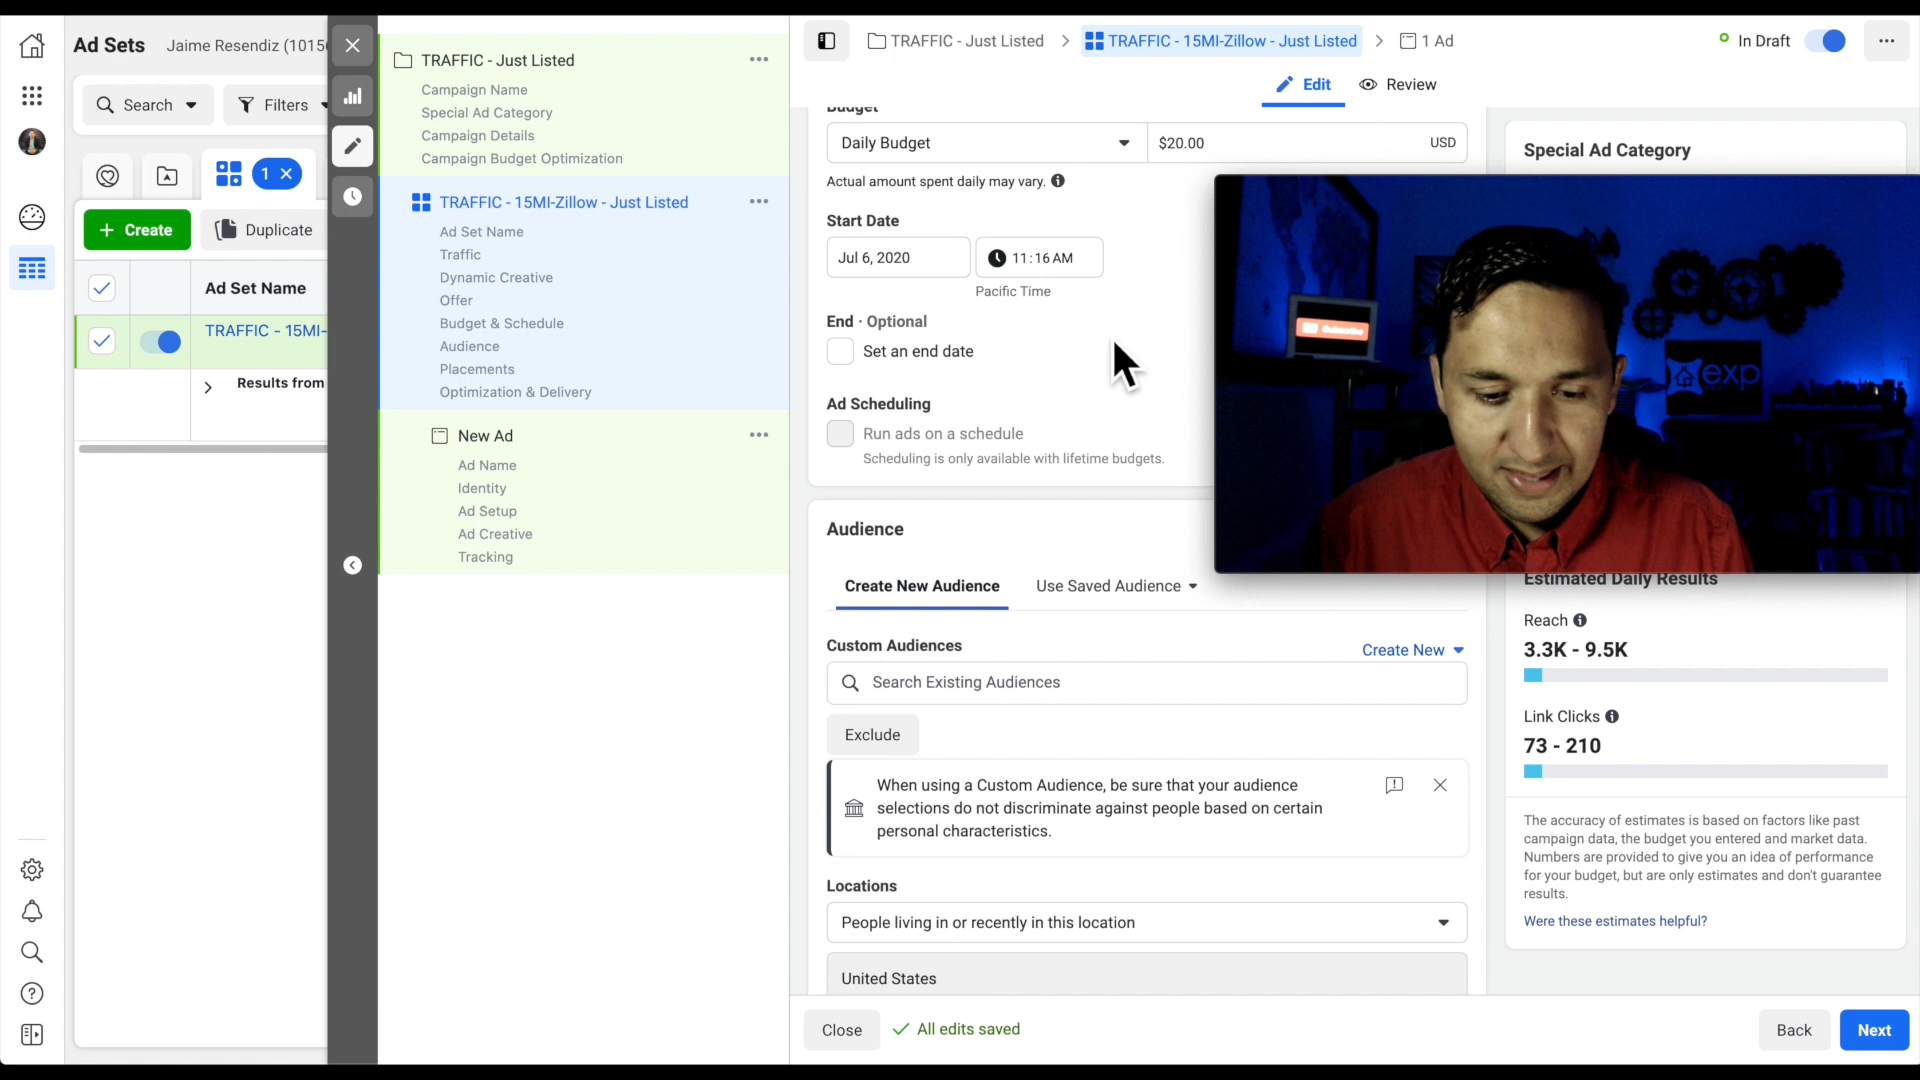 Ad Sets
Jaime Resendiz (1015
Search
Filters
1
Create
Duplicate
Ad Set Name
TRAFFIC - 15MI-
Results from
TRAFFIC - Just Listed
Campaign Name
Special Ad Category
Campaign Details
Campaign Budget Optimization
TRAFFIC - 15MI-Zillow - Just Listed
Ad Set Name
Traffic
Dynamic Creative
Offer
Budget & Schedule
Audience
Placements
Optimization & Delivery
New Ad
Ad Name
Identity
Ad Setup
Ad Creative
Tracking
TRAFFIC - Just Listed
TRAFFIC - 15MI-Zillow - Just Listed
1 Ad
In Draft
Edit
Review
Budget
Daily Budget
$20.00
USD
Actual amount spent daily may vary.
Start Date
Jul 6, 2020
11:16 AM
Pacific Time
End · Optional
Set an end date
Ad Scheduling
Run ads on a schedule
Scheduling is only available with lifetime budgets.
Audience
Create New Audience
Use Saved Audience
Custom Audiences
Create New
Search Existing Audiences
Exclude
When using a Custom Audience, be sure that your audience
selections do not discriminate against people based on certain
personal characteristics.
Locations
People living in or recently in this location
United States
Close
All edits saved
Back
Next
Special Ad Category
Subscribe
exp
Estimated Daily Results
Reach
3.3K - 9.5K
Link Clicks
73 - 210
The accuracy of estimates is based on factors like past
campaign data, the budget you entered and market data.
Numbers are provided to give you an idea of performance
for your budget, but are only estimates and don't guarantee
results.
Were these estimates helpful?